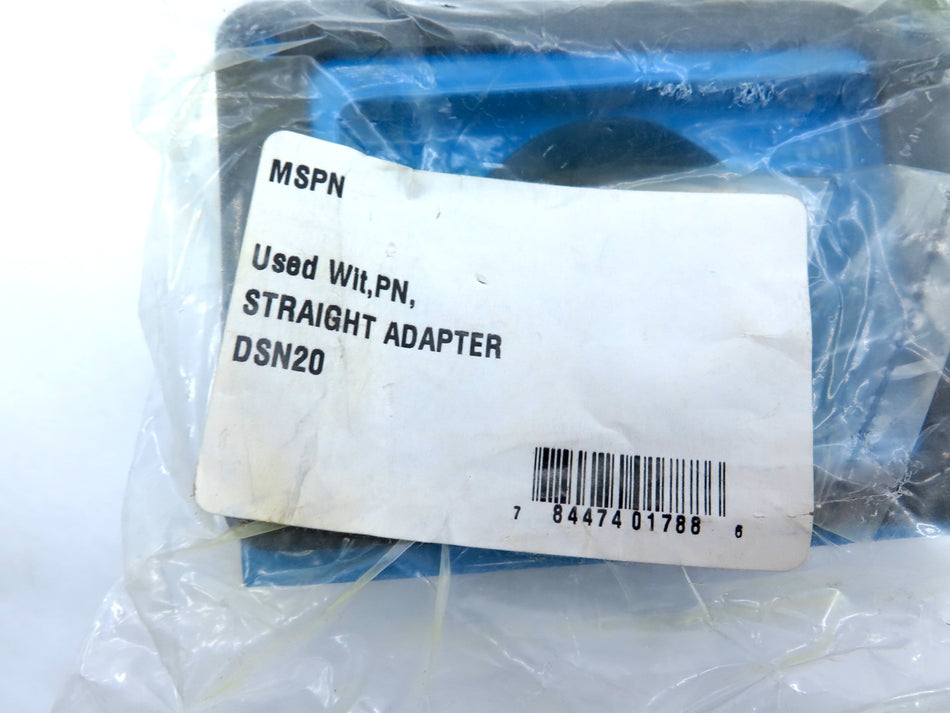 MSPN
Used Wit,PN,
STRAIGHT ADAPTER
DSN20
7 84474 01788 6